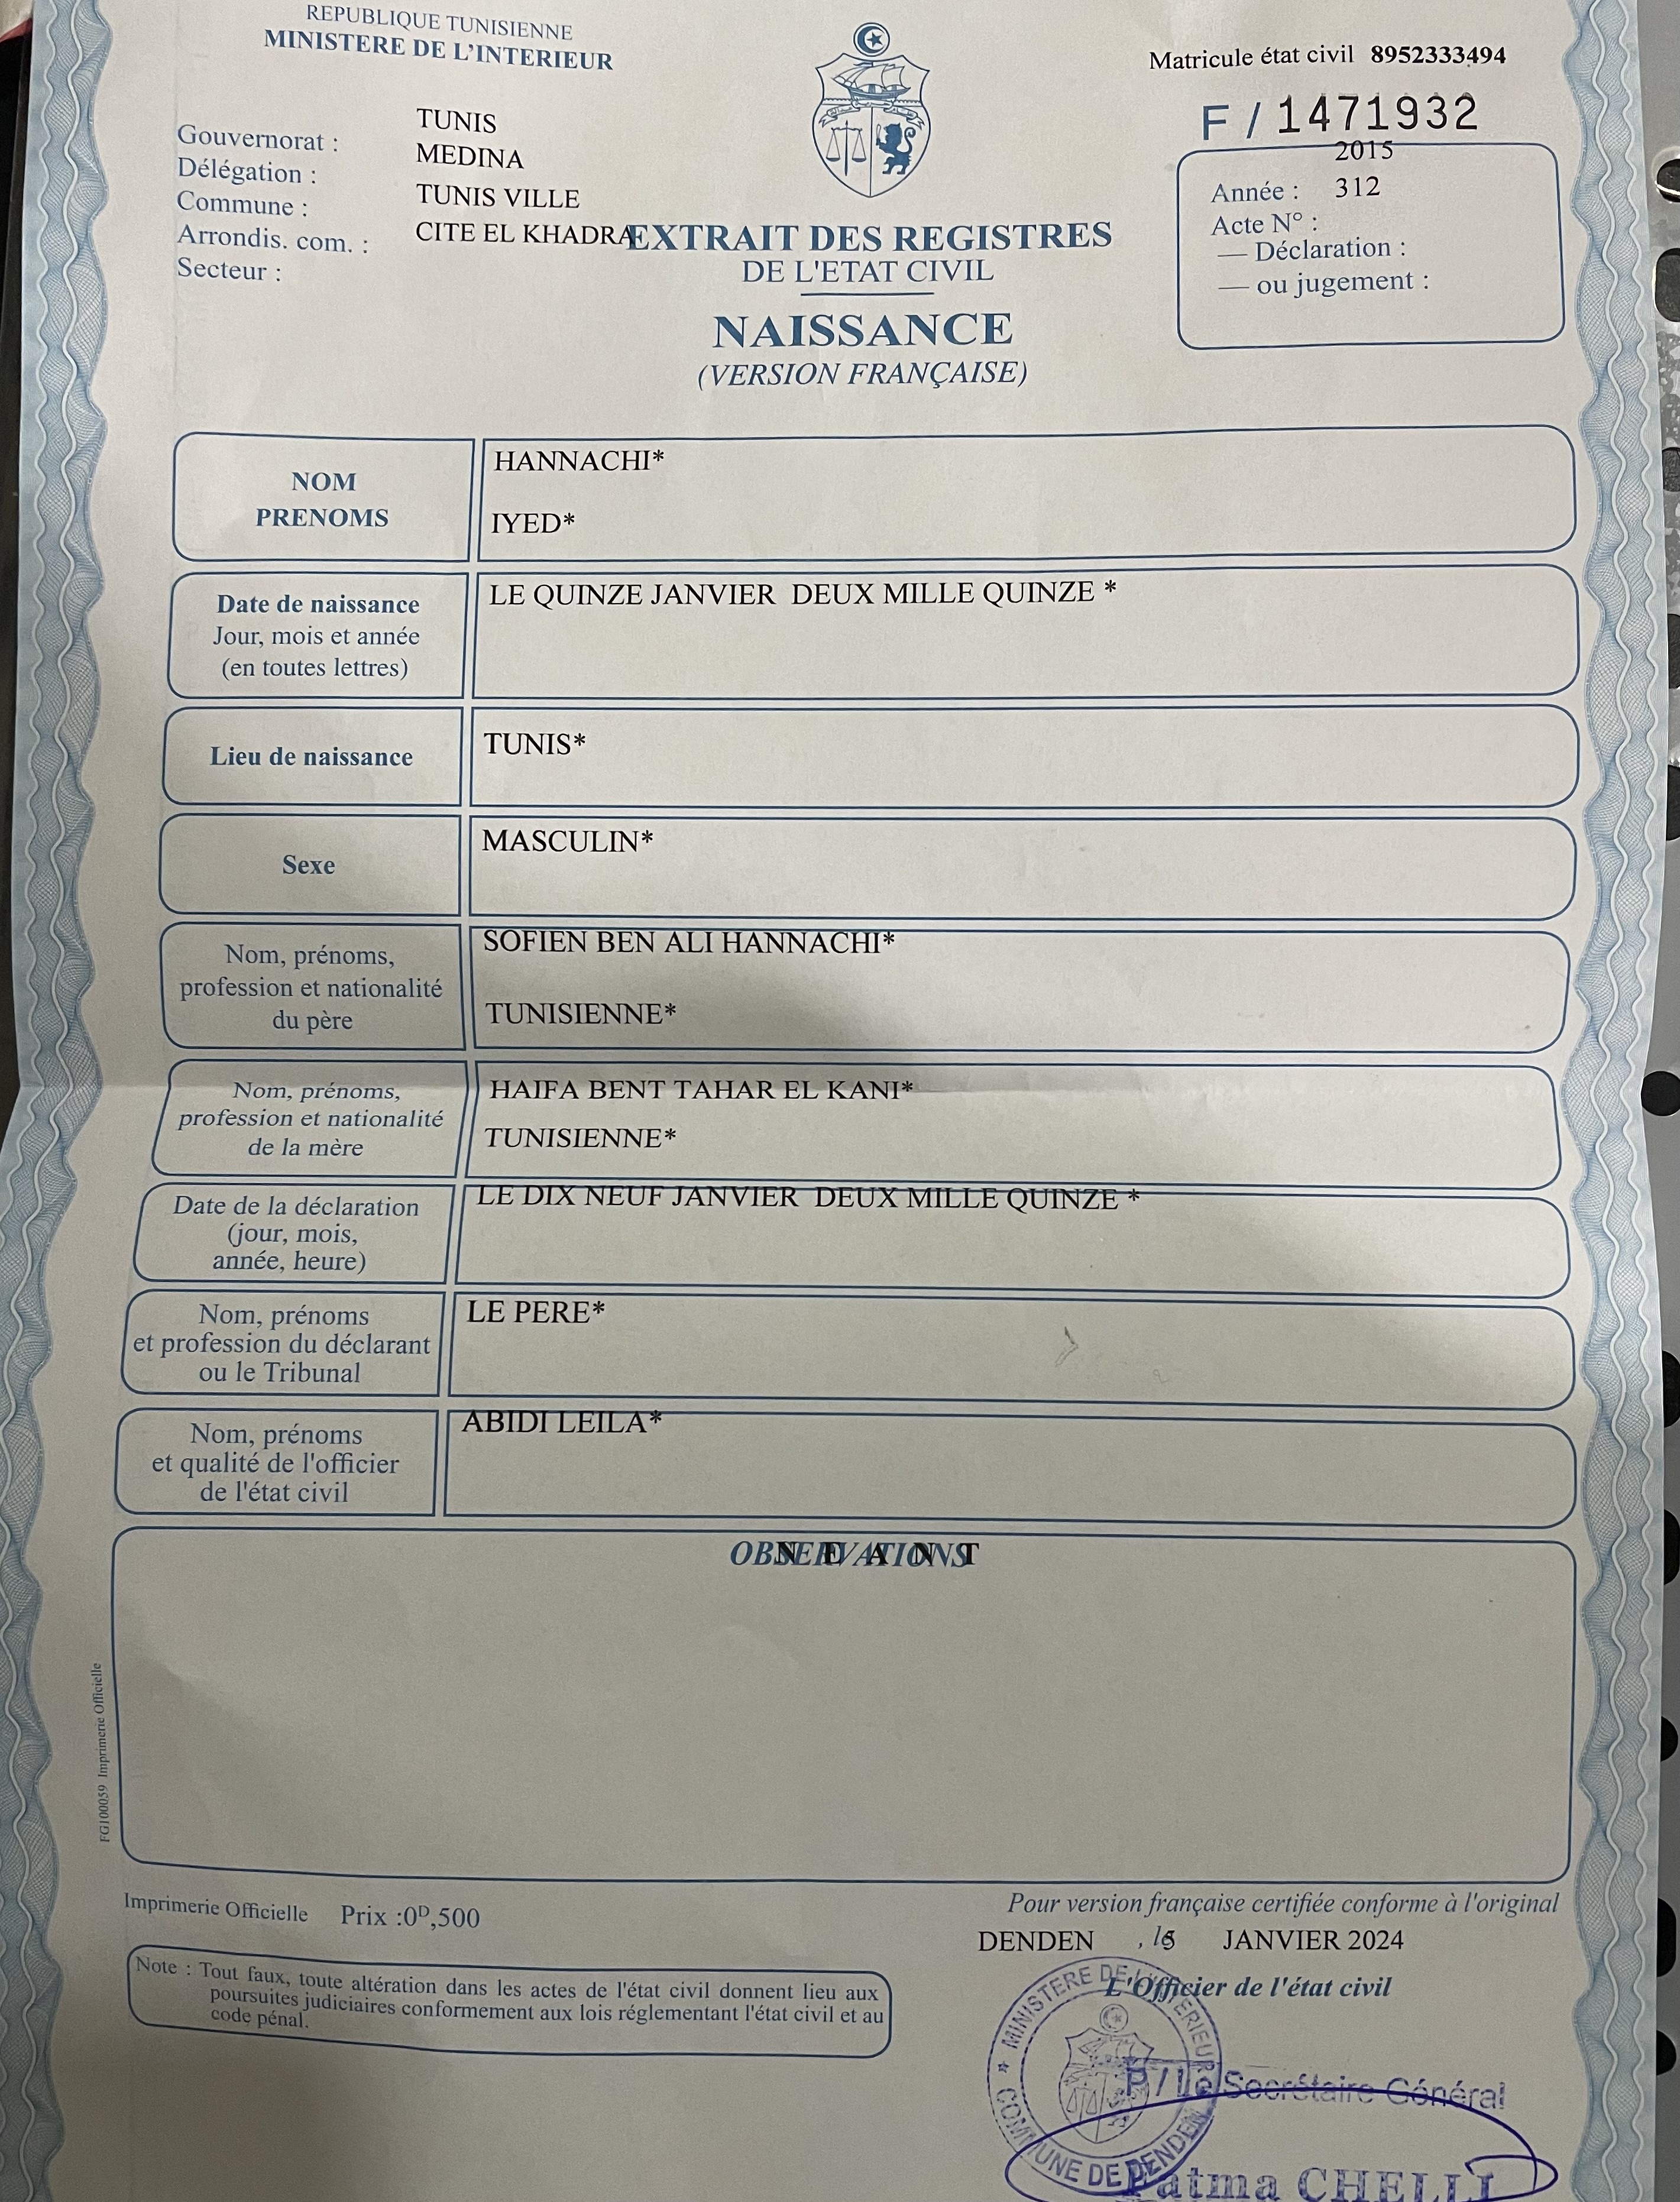 REPUBLIQUE TUNISIENNE
MINISTERE DE L'INTERIEUR
Matricule état civil 8952333494
F / 1471932
Gouvernorat : TUNIS
Délégation : MEDINA
Commune : TUNIS VILLE
Arrondis. com. : CITE EL KHADRA
Secteur :
2015
Année : 312
Acte N° :
— Déclaration :
— ou jugement :
EXTRAIT DES REGISTRES
DE L'ETAT CIVIL
NAISSANCE
(VERSION FRANÇAISE)
NOM
PRENOMS
HANNACHI*
IYED*
Date de naissance
Jour, mois et année
(en toutes lettres)
LE QUINZE JANVIER DEUX MILLE QUINZE *
Lieu de naissance
TUNIS*
Sexe
MASCULIN*
Nom, prénoms,
profession et nationalité
du père
SOFIEN BEN ALI HANNACHI*
TUNISIENNE*
Nom, prénoms,
profession et nationalité
de la mère
HAIFA BENT TAHAR EL KANI*
TUNISIENNE*
Date de la déclaration
(jour, mois,
année, heure)
LE DIX NEUF JANVIER DEUX MILLE QUINZE *
Nom, prénoms
et profession du déclarant
ou le Tribunal
LE PERE*
Nom, prénoms
et qualité de l'officier
de l'état civil
ABIDI LEILA*
OBSERVATIONS
N E A N T
FG100059 Imprimerie Officielle
Imprimerie Officielle Prix :0D,500
Note : Tout faux, toute altération dans les actes de l'état civil donnent lieu aux
poursuites judiciaires conformement aux lois réglementant l'état civil et au
code pénal.
Pour version française certifiée conforme à l'original
DENDEN , le 5 JANVIER 2024
L'Officier de l'état civil
MINISTERE DE L'INTERIEUR
COMMUNE DE DENDEN
P / Le Secrétaire Général
Fatma CHELLI